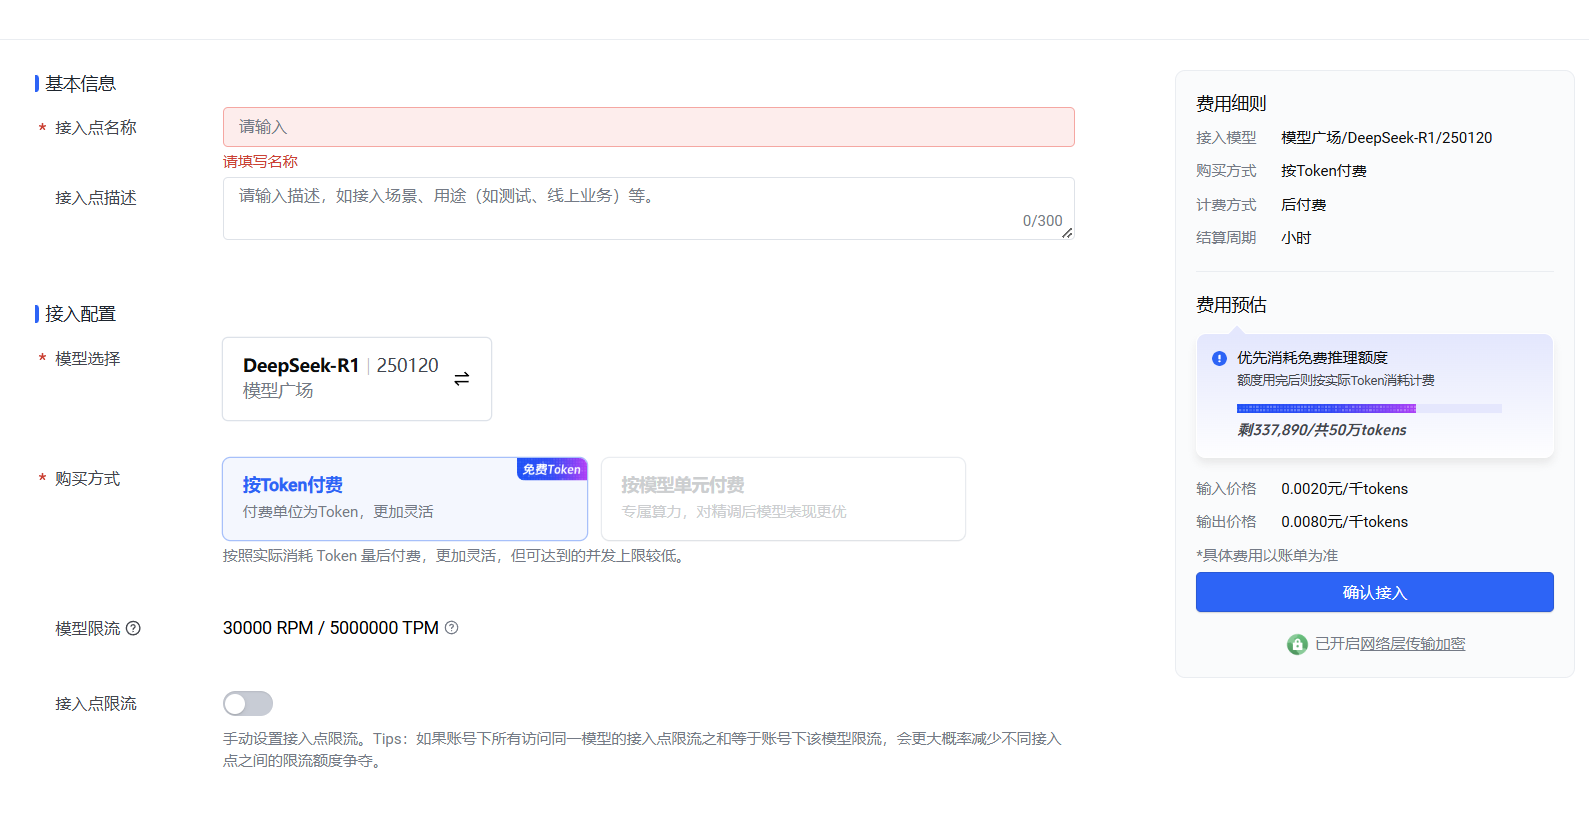 基本信息
* 接入点名称
请输入
请填写名称
接入点描述
请输入描述，如接入场景、用途（如测试、线上业务）等。
0/300
接入配置
* 模型选择
DeepSeek-R1 | 250120
模型广场
* 购买方式
免费Token
按Token付费
付费单位为Token，更加灵活
按模型单元付费
专属算力，对精调后模型表现更优
按照实际消耗 Token 量后付费，更加灵活，但可达到的并发上限较低。
模型限流
30000 RPM / 5000000 TPM
接入点限流
手动设置接入点限流。Tips：如果账号下所有访问同一模型的接入点限流之和等于账号下该模型限流，会更大概率减少不同接入
点之间的限流额度争夺。
费用细则
接入模型 模型广场/DeepSeek-R1/250120
购买方式 按Token付费
计费方式 后付费
结算周期 小时
费用预估
优先消耗免费推理额度
额度用完后则按实际Token消耗计费
剩337,890/共50万tokens
输入价格 0.0020元/千tokens
输出价格 0.0080元/千tokens
*具体费用以账单为准
确认接入
已开启网络层传输加密